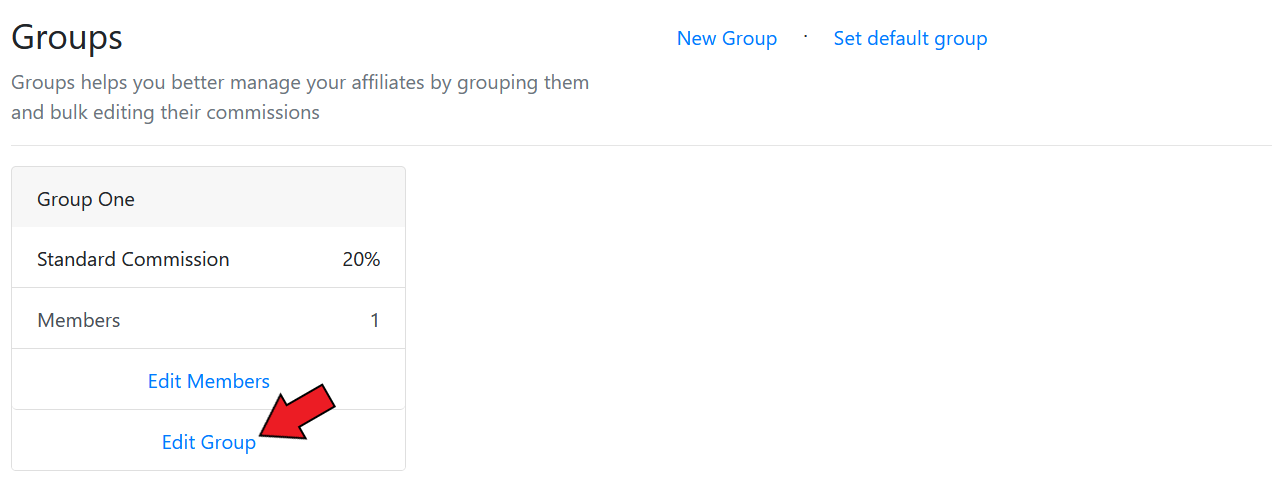 Groups
New Group · Set default group
Groups helps you better manage your affiliates by grouping them
and bulk editing their commissions
Group One
Standard Commission 20%
Members 1
Edit Members
Edit Group